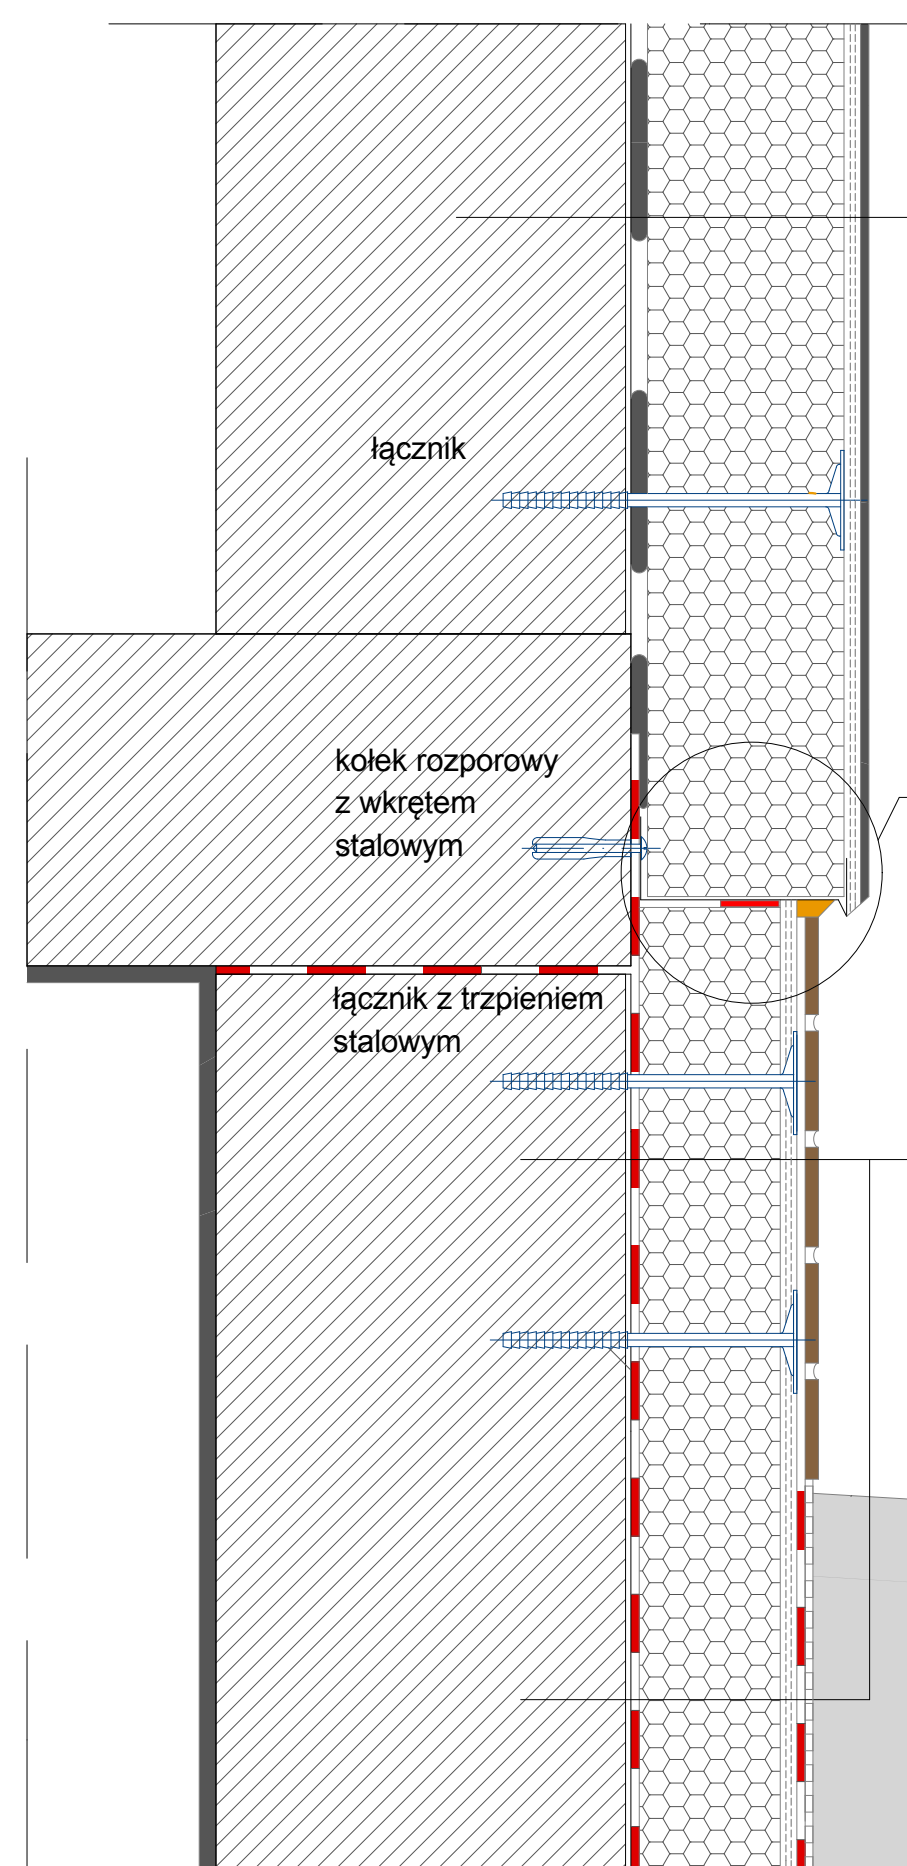 łącznik
kołek rozporowy
z wkrętem
stalowym
łącznik z trzpieniem
stalowym